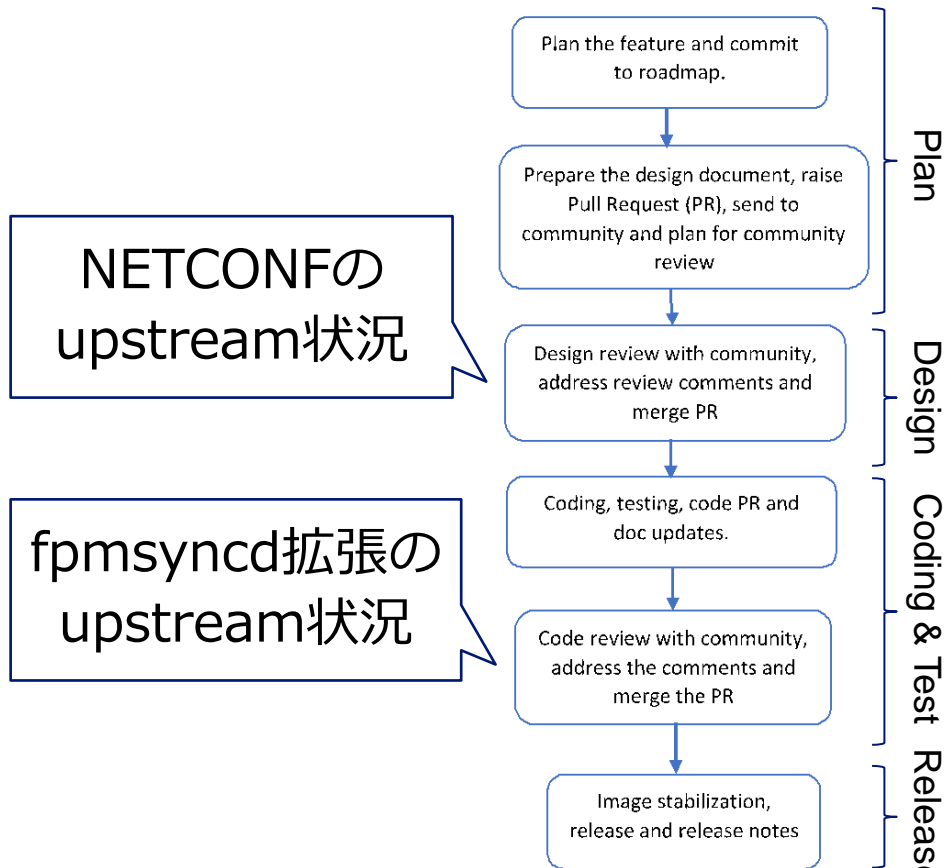 Plan the feature and commit
to roadmap.
Prepare the design document, raise
Pull Request (PR), send to
community and plan for community
review
Plan
NETCONFの
upstream状況
Design review with community,
address review comments and
merge PR
Design
Coding, testing, code PR and
doc updates.
fpmsyncd拡張の
upstream状況
Code review with community,
address the comments and
merge the PR
Coding & Test
Image stabilization,
release and release notes
Release